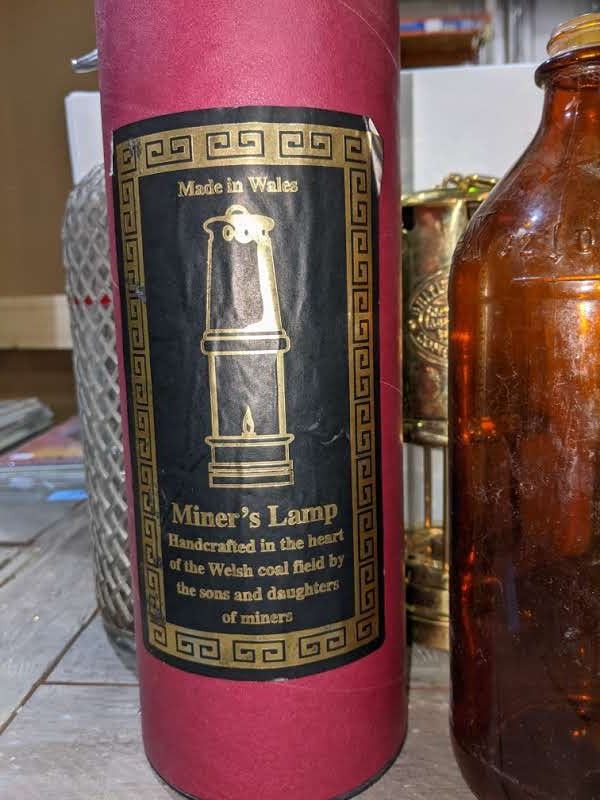 Made in Wales
Miner's Lamp
Handcrafted in the heart
of the Welsh coal field by
the sons and daughters
of miners